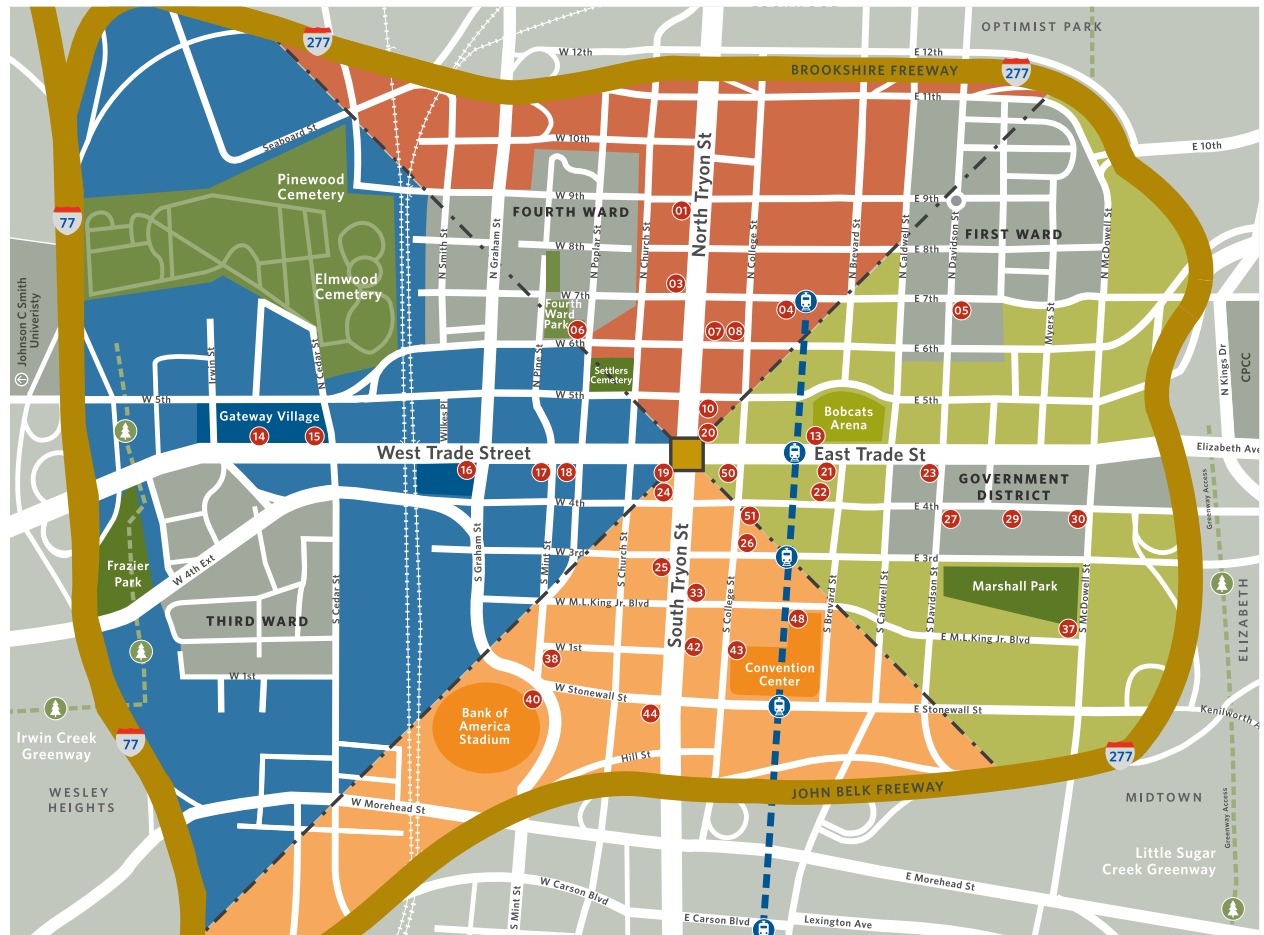 OPTIMIST PARK
277
W 12th
E 12th
BROOKSHIRE FREEWAY
277
E 11th
Seaboard St
W 10th
North Tryon St
E 10th
Pinewood
Cemetery
W 9th
E 9th
FOURTH WARD
01
FIRST WARD
77
N Smith St
N Graham St
N Poplar St
N Church St
N College St
N Brevard St
N Caldwell St
N Davidson St
N McDowell St
W 8th
E 8th
Elmwood
Cemetery
03
W 7th
E 7th
Johnson C Smith
Univeristy
Fourth
Ward
Park
06
04
05
07
08
Myers St
W 6th
E 6th
Irwin St
N Cedar St
N Pine St
Settlers
Cemetery
N Kings Dr
CPCC
W 5th
W 5th
E 5th
Gateway Village
Wilkes Pl
10
Bobcats
Arena
14
15
20
13
West Trade Street
East Trade St
Elizabeth Ave
16
17
18
19
50
21
23
GOVERNMENT
DISTRICT
24
22
Greenway Access
W 4th
E 4th
51
27
29
30
S Graham St
S Mint St
S Church St
South Tryon St
26
W 3rd
E 3rd
Frazier
Park
W 4th Ext
25
Marshall Park
S Cedar St
33
S College St
S Brevard St
S Caldwell St
S Davidson St
S McDowell St
ELIZABETH
W M.L.King Jr. Blvd
48
THIRD WARD
37
E M.L.King Jr. Blvd
W 1st
42
43
38
W 1st
Convention
Center
W Stonewall St
40
44
E Stonewall St
Kenilworth A
Bank of
America
Stadium
77
Irwin Creek
Greenway
Hill St
277
WESLEY
HEIGHTS
JOHN BELK FREEWAY
MIDTOWN
W Morehead St
Greenway Access
Little Sugar
Creek Greenway
E Morehead St
W Carson Blvd
S Mint St
E Carson Blvd
Lexington Ave